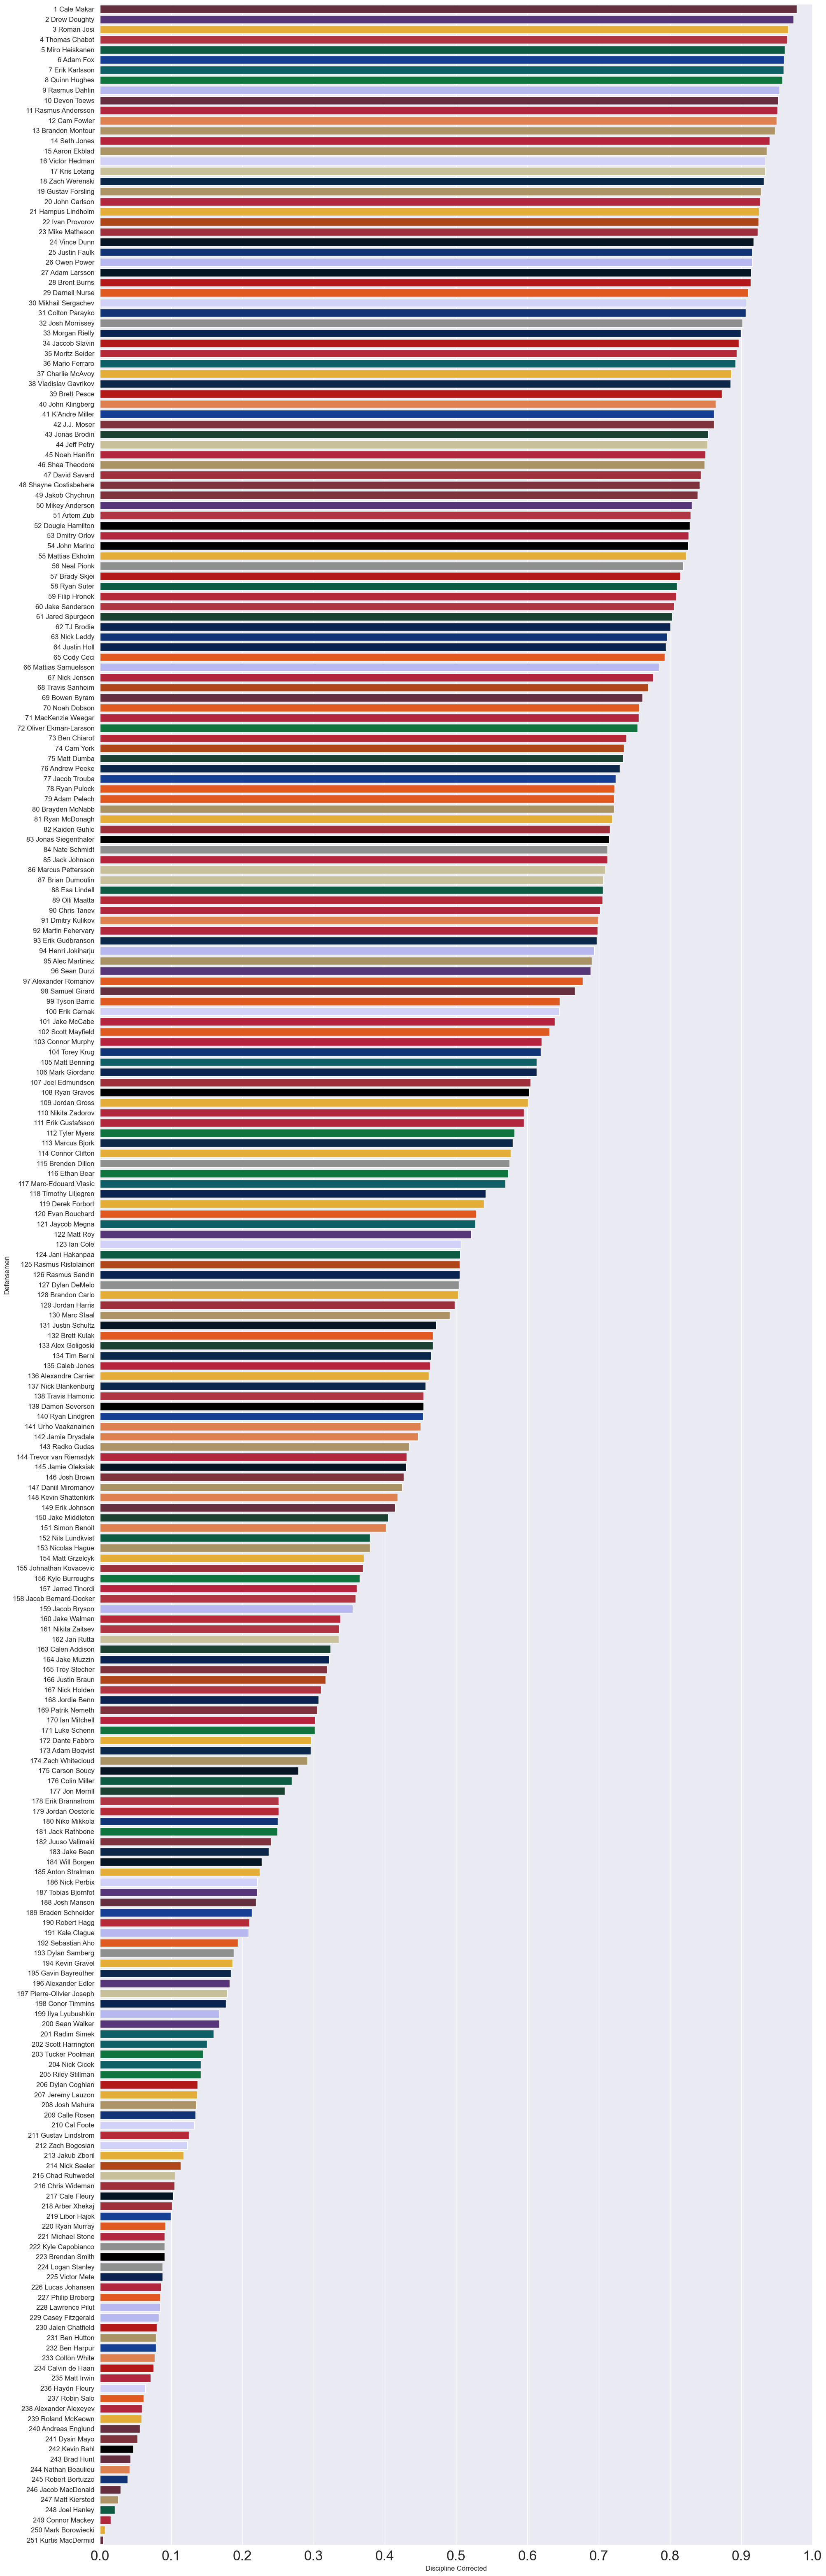 1 Cale Makar
2 Drew Doughty
3 Roman Josi
4 Thomas Chabot
5 Miro Heiskanen
6 Adam Fox
7 Erik Karlsson
8 Quinn Hughes
9 Rasmus Dahlin
10 Devon Toews
11 Rasmus Andersson
12 Cam Fowler
13 Brandon Montour
14 Seth Jones
15 Aaron Ekblad
16 Victor Hedman
17 Kris Letang
18 Zach Werenski
19 Gustav Forsling
20 John Carlson
21 Hampus Lindholm
22 Ivan Provorov
23 Mike Matheson
24 Vince Dunn
25 Justin Faulk
26 Owen Power
27 Adam Larsson
28 Brent Burns
29 Darnell Nurse
30 Mikhail Sergachev
31 Colton Parayko
32 Josh Morrissey
33 Morgan Rielly
34 Jaccob Slavin
35 Moritz Seider
36 Mario Ferraro
37 Charlie McAvoy
38 Vladislav Gavrikov
39 Brett Pesce
40 John Klingberg
41 K'Andre Miller
42 J.J. Moser
43 Jonas Brodin
44 Jeff Petry
45 Noah Hanifin
46 Shea Theodore
47 David Savard
48 Shayne Gostisbehere
49 Jakob Chychrun
50 Mikey Anderson
51 Artem Zub
52 Dougie Hamilton
53 Dmitry Orlov
54 John Marino
55 Mattias Ekholm
56 Neal Pionk
57 Brady Skjei
58 Ryan Suter
59 Filip Hronek
60 Jake Sanderson
61 Jared Spurgeon
62 TJ Brodie
63 Nick Leddy
64 Justin Holl
65 Cody Ceci
66 Mattias Samuelsson
67 Nick Jensen
68 Travis Sanheim
69 Bowen Byram
70 Noah Dobson
71 MacKenzie Weegar
72 Oliver Ekman-Larsson
73 Ben Chiarot
74 Cam York
75 Matt Dumba
76 Andrew Peeke
77 Jacob Trouba
78 Ryan Pulock
79 Adam Pelech
80 Brayden McNabb
81 Ryan McDonagh
82 Kaiden Guhle
83 Jonas Siegenthaler
84 Nate Schmidt
85 Jack Johnson
86 Marcus Pettersson
87 Brian Dumoulin
88 Esa Lindell
89 Olli Maatta
90 Chris Tanev
91 Dmitry Kulikov
92 Martin Fehervary
93 Erik Gudbranson
94 Henri Jokiharju
95 Alec Martinez
96 Sean Durzi
97 Alexander Romanov
98 Samuel Girard
99 Tyson Barrie
100 Erik Cernak
101 Jake McCabe
102 Scott Mayfield
103 Connor Murphy
104 Torey Krug
105 Matt Benning
106 Mark Giordano
107 Joel Edmundson
108 Ryan Graves
109 Jordan Gross
110 Nikita Zadorov
111 Erik Gustafsson
112 Tyler Myers
113 Marcus Bjork
114 Connor Clifton
115 Brenden Dillon
116 Ethan Bear
117 Marc-Edouard Vlasic
118 Timothy Liljegren
119 Derek Forbort
120 Evan Bouchard
121 Jaycob Megna
122 Matt Roy
123 Ian Cole
124 Jani Hakanpaa
125 Rasmus Ristolainen
126 Rasmus Sandin
127 Dylan DeMelo
128 Brandon Carlo
129 Jordan Harris
130 Marc Staal
131 Justin Schultz
132 Brett Kulak
133 Alex Goligoski
134 Tim Berni
135 Caleb Jones
136 Alexandre Carrier
137 Nick Blankenburg
138 Travis Hamonic
139 Damon Severson
140 Ryan Lindgren
141 Urho Vaakanainen
142 Jamie Drysdale
143 Radko Gudas
144 Trevor van Riemsdyk
145 Jamie Oleksiak
146 Josh Brown
147 Daniil Miromanov
148 Kevin Shattenkirk
149 Erik Johnson
150 Jake Middleton
151 Simon Benoit
152 Nils Lundkvist
153 Nicolas Hague
154 Matt Grzelcyk
155 Johnathan Kovacevic
156 Kyle Burroughs
157 Jarred Tinordi
158 Jacob Bernard-Docker
159 Jacob Bryson
160 Jake Walman
161 Nikita Zaitsev
162 Jan Rutta
163 Calen Addison
164 Jake Muzzin
165 Troy Stecher
166 Justin Braun
167 Nick Holden
168 Jordie Benn
169 Patrik Nemeth
170 Ian Mitchell
171 Luke Schenn
172 Dante Fabbro
173 Adam Boqvist
174 Zach Whitecloud
175 Carson Soucy
176 Colin Miller
177 Jon Merrill
178 Erik Brannstrom
179 Jordan Oesterle
180 Niko Mikkola
181 Jack Rathbone
182 Juuso Valimaki
183 Jake Bean
184 Will Borgen
185 Anton Stralman
186 Nick Perbix
187 Tobias Bjornfot
188 Josh Manson
189 Braden Schneider
190 Robert Hagg
191 Kale Clague
192 Sebastian Aho
193 Dylan Samberg
194 Kevin Gravel
195 Gavin Bayreuther
196 Alexander Edler
197 Pierre-Olivier Joseph
198 Conor Timmins
199 Ilya Lyubushkin
200 Sean Walker
201 Radim Simek
202 Scott Harrington
203 Tucker Poolman
204 Nick Cicek
205 Riley Stillman
206 Dylan Coghlan
207 Jeremy Lauzon
208 Josh Mahura
209 Calle Rosen
210 Cal Foote
211 Gustav Lindstrom
212 Zach Bogosian
213 Jakub Zboril
214 Nick Seeler
215 Chad Ruhwedel
216 Chris Wideman
217 Cale Fleury
218 Arber Xhekaj
219 Libor Hajek
220 Ryan Murray
221 Michael Stone
222 Kyle Capobianco
223 Brendan Smith
224 Logan Stanley
225 Victor Mete
226 Lucas Johansen
227 Philip Broberg
228 Lawrence Pilut
229 Casey Fitzgerald
230 Jalen Chatfield
231 Ben Hutton
232 Ben Harpur
233 Colton White
234 Calvin de Haan
235 Matt Irwin
236 Haydn Fleury
237 Robin Salo
238 Alexander Alexeyev
239 Roland McKeown
240 Andreas Englund
241 Dysin Mayo
242 Kevin Bahl
243 Brad Hunt
244 Nathan Beaulieu
245 Robert Bortuzzo
246 Jacob MacDonald
247 Matt Kiersted
248 Joel Hanley
249 Connor Mackey
250 Mark Borowiecki
251 Kurtis MacDermid
Defensemen
0.0 0.1 0.2 0.3 0.4 0.5 0.6 0.7 0.8 0.9 1.0
Discipline Corrected